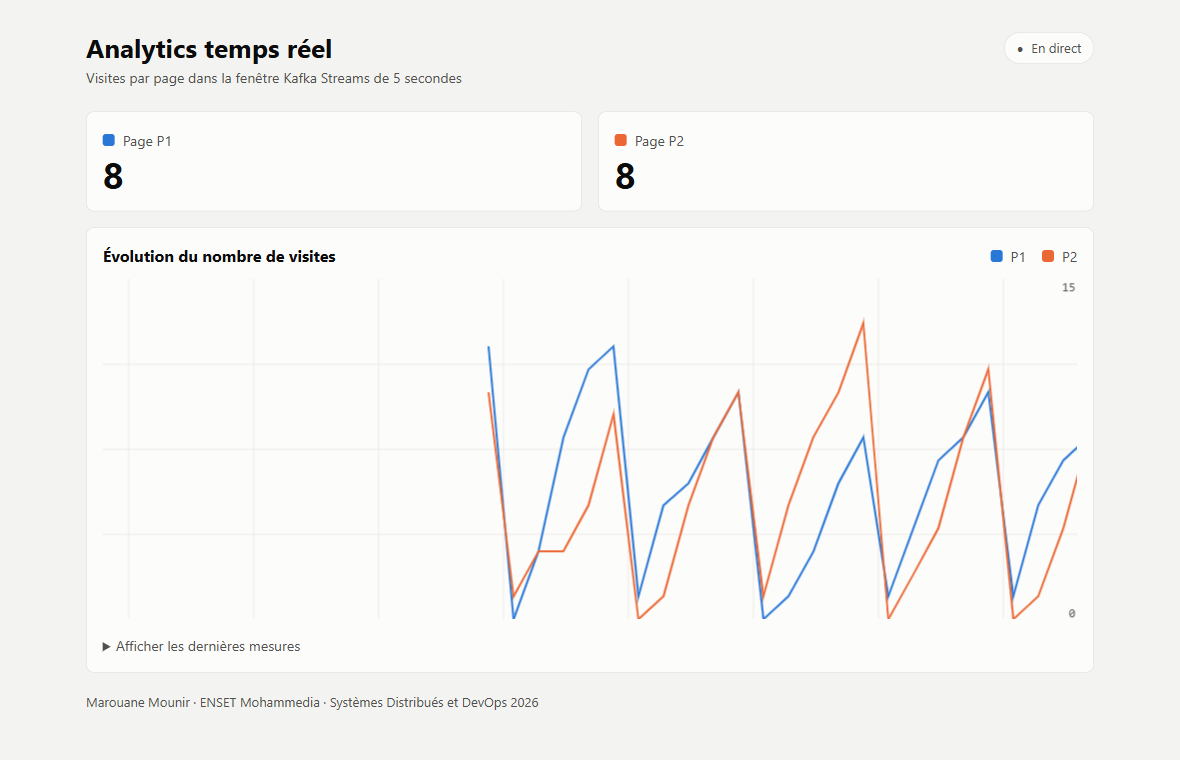 Analytics temps réel
● En direct
Visites par page dans la fenêtre Kafka Streams de 5 secondes
Page P1
8
Page P2
8
Évolution du nombre de visites
P1
P2
15
0
▶ Afficher les dernières mesures
Marouane Mounir · ENSET Mohammedia · Systèmes Distribués et DevOps 2026